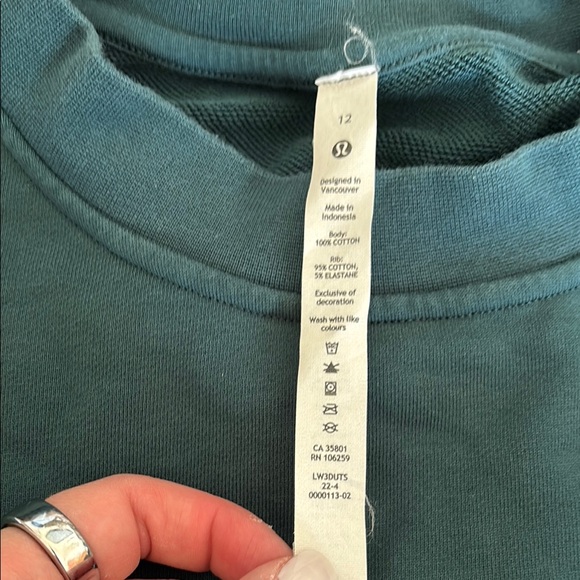 12
Designed in
Vancouver
Made in
Indonesia
Body:
100% COTTON
Rib:
95% COTTON,
5% ELASTANE
Exclusive of
decoration
Wash with like
colours
CA 35801
RN 106259
LW3DUTS
22-4
0000113-02